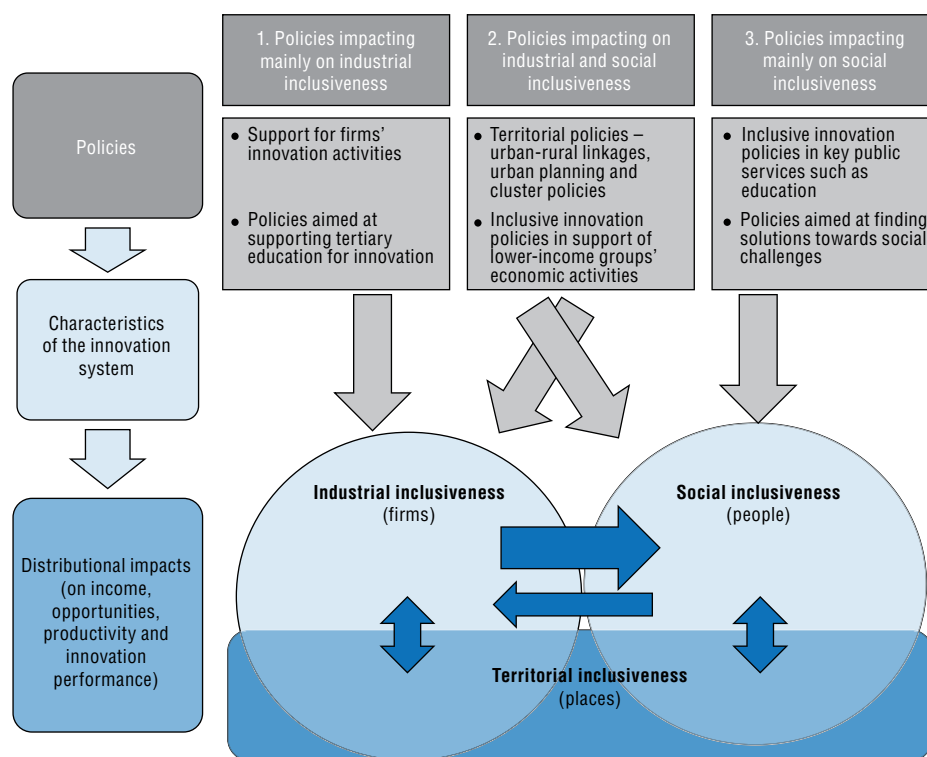 1. Policies impacting
mainly on industrial
inclusiveness
2. Policies impacting on
industrial and social
inclusiveness
3. Policies impacting
mainly on social
inclusiveness
Policies
● Support for firms'
innovation activities
● Policies aimed at
supporting tertiary
education for innovation
● Territorial policies –
urban-rural linkages,
urban planning and
cluster policies
● Inclusive innovation
policies in support of
lower-income groups'
economic activities
● Inclusive innovation
policies in key public
services such as
education
● Policies aimed at finding
solutions towards social
challenges
Characteristics
of the innovation
system
Distributional impacts
(on income,
opportunities,
productivity and
innovation
performance)
Industrial inclusiveness
(firms)
Social inclusiveness
(people)
Territorial inclusiveness
(places)